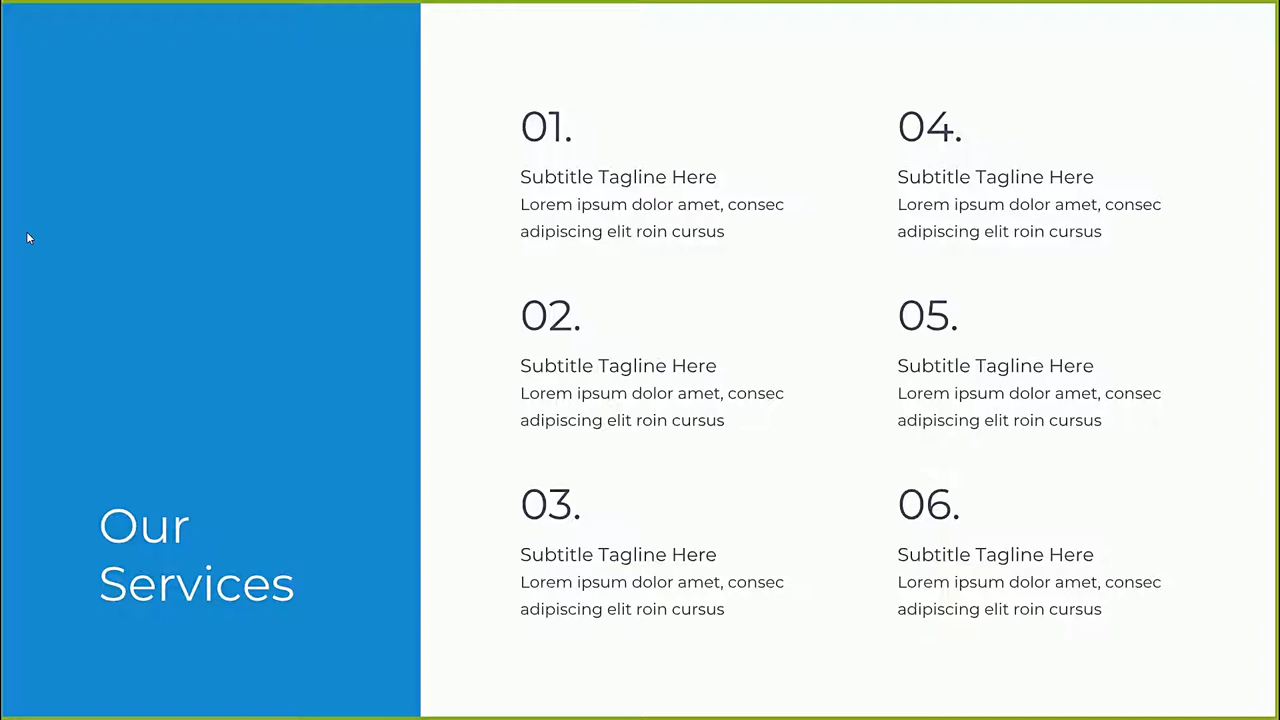 Our
Services
01.
Subtitle Tagline Here
Lorem ipsum dolor amet, consec
adipiscing elit roin cursus
02.
Subtitle Tagline Here
Lorem ipsum dolor amet, consec
adipiscing elit roin cursus
03.
Subtitle Tagline Here
Lorem ipsum dolor amet, consec
adipiscing elit roin cursus
04.
Subtitle Tagline Here
Lorem ipsum dolor amet, consec
adipiscing elit roin cursus
05.
Subtitle Tagline Here
Lorem ipsum dolor amet, consec
adipiscing elit roin cursus
06.
Subtitle Tagline Here
Lorem ipsum dolor amet, consec
adipiscing elit roin cursus